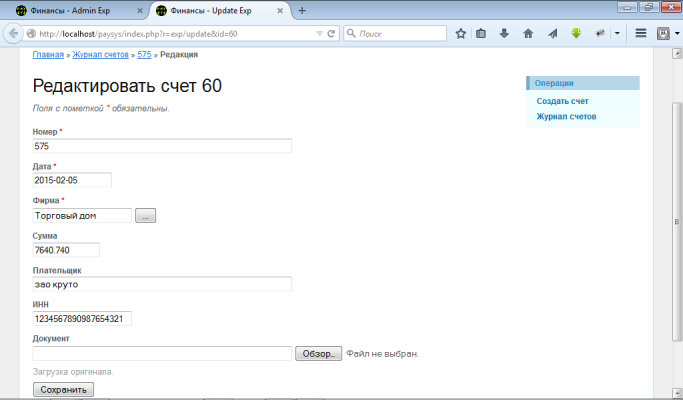 Финансы - Admin Exp
Финансы - Update Exp
http://localhost/paysys/index.php?r=exp/update&id=60
Поиск
Главная » Журнал счетов » 575 » Редакция
Редактировать счет 60
Поля с пометкой * обязательны.
Операции
Создать счет
Журнал счетов
Номер *
575
Дата *
2015-02-05
Фирма *
Торговый дом
...
Сумма
7640.740
Плательщик
зао круто
ИНН
1234567890987654321
Документ
Обзор... Файл не выбран.
Загрузка оригинала.
Сохранить